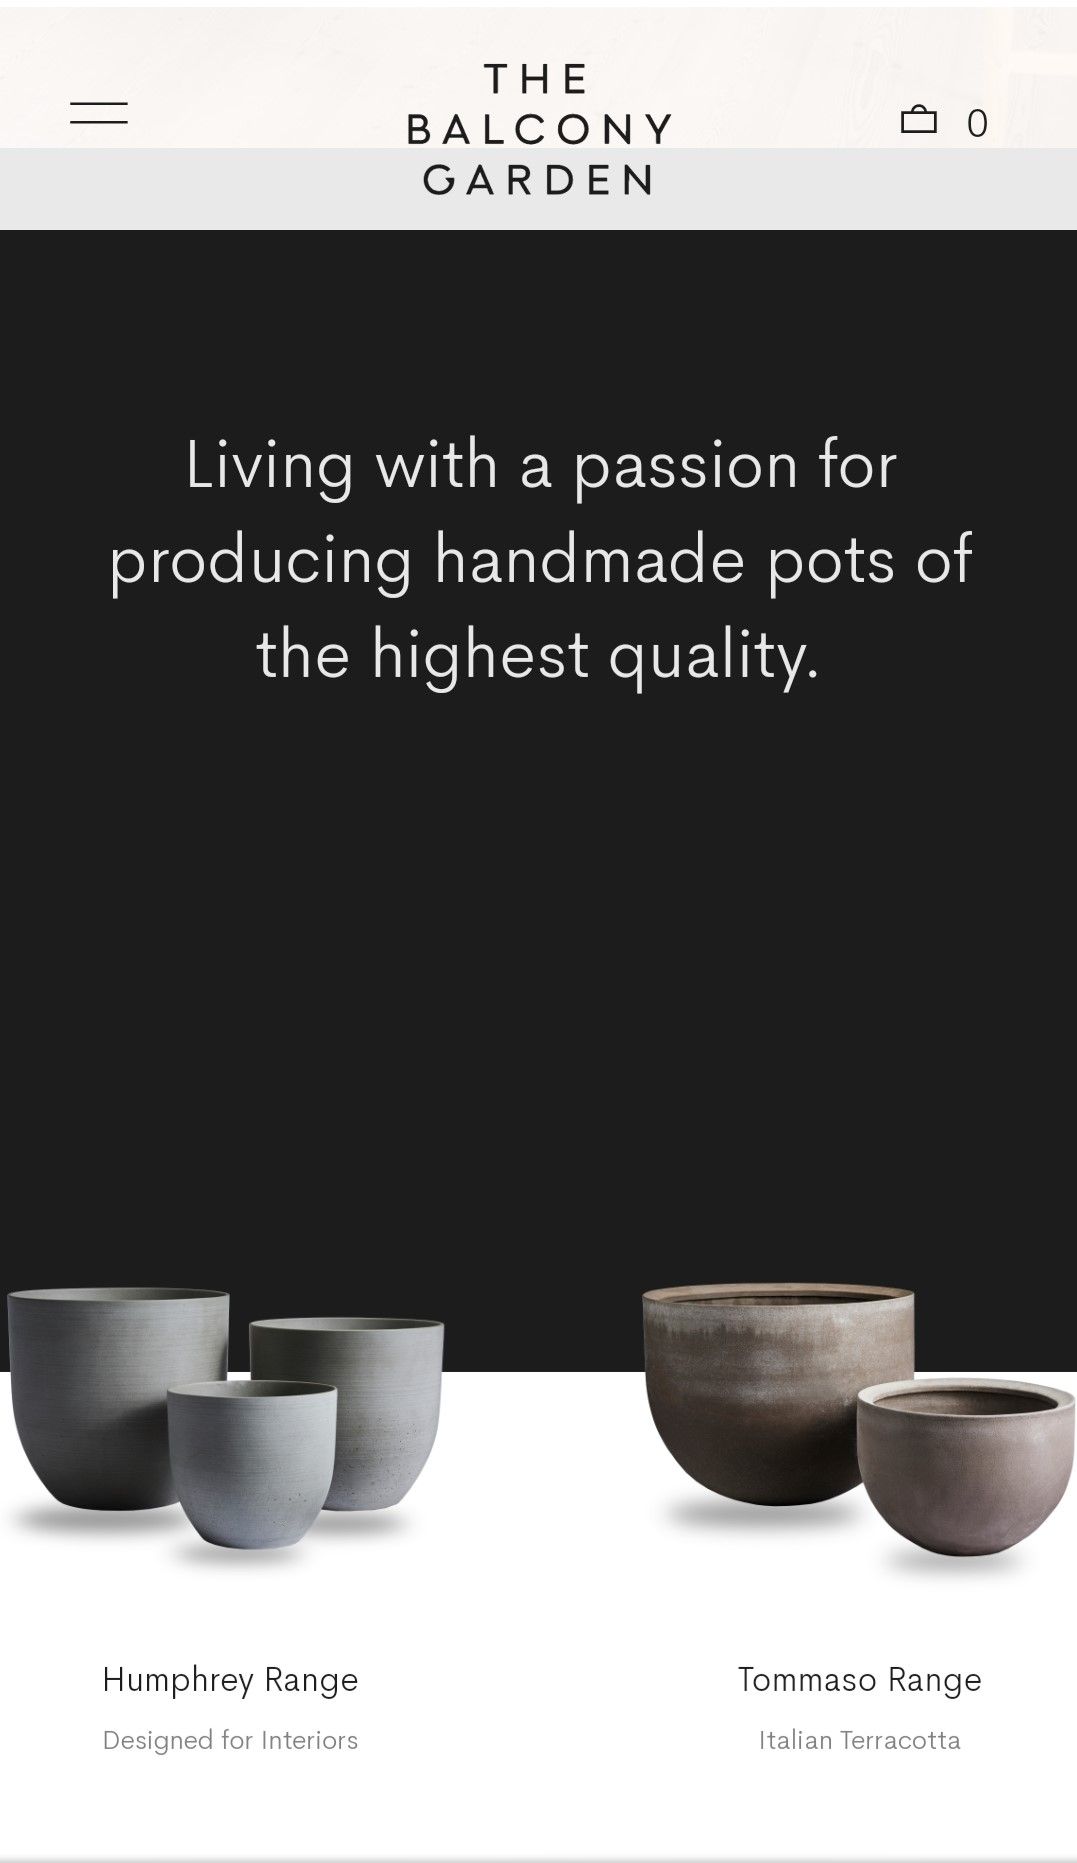 THE
BALCONY
GARDEN
0
Living with a passion for
producing handmade pots of
the highest quality.
Humphrey Range
Designed for Interiors
Tommaso Range
Italian Terracotta